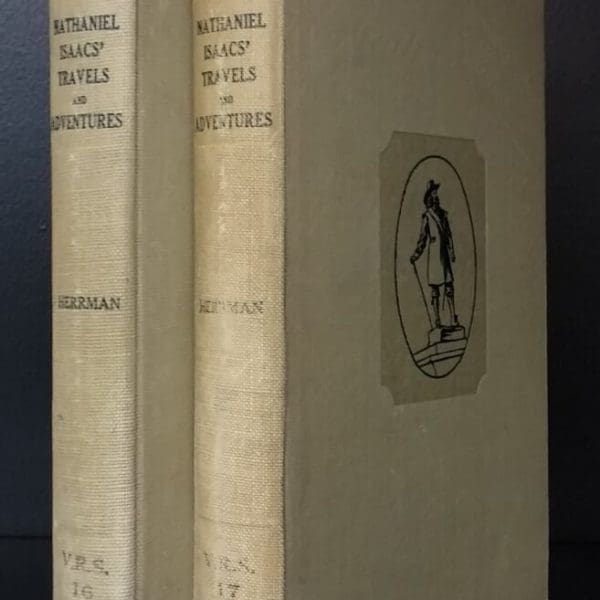 NATHANIEL
ISAACS'
TRAVELS
AND
ADVENTURES
HERRMAN
V.R.S.
16
NATHANIEL
ISAACS'
TRAVELS
AND
ADVENTURES
HERRMAN
V.R.S.
17